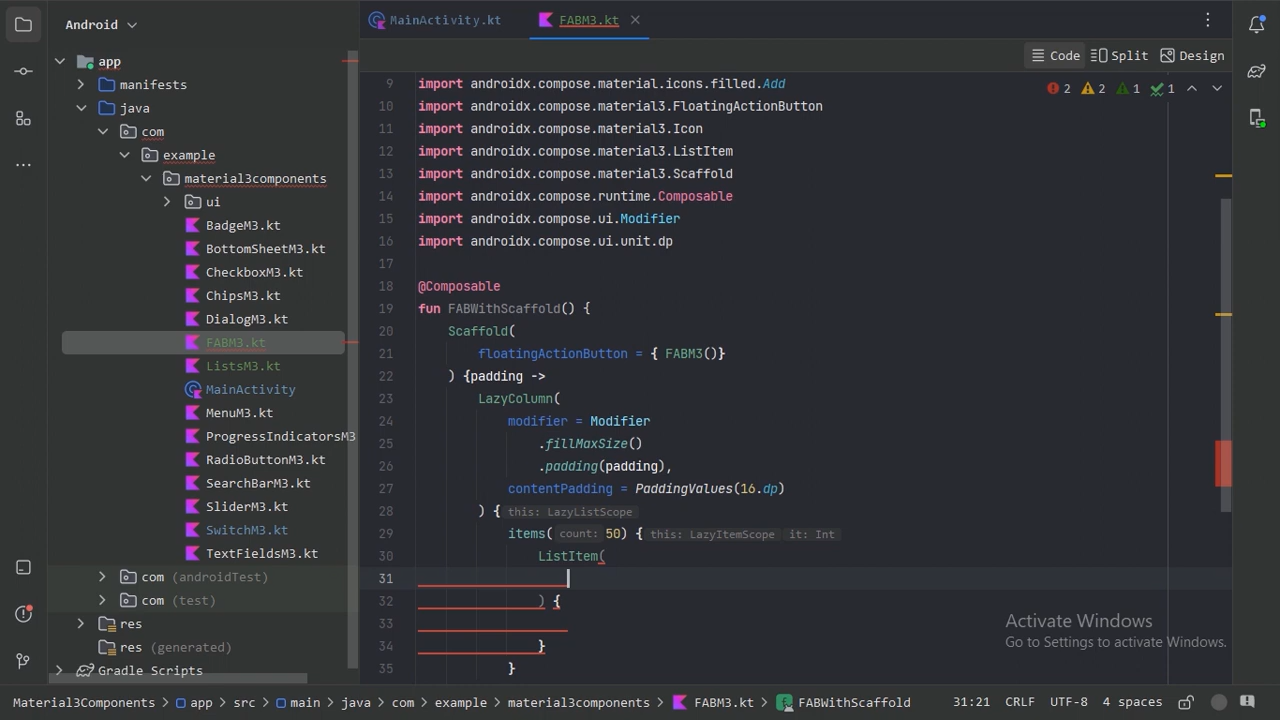 Android
MainActivity.kt
FABM3.kt
Code
Split
Design
2 2 1 1
app
manifests
java
com
example
material3components
ui
BadgeM3.kt
BottomSheetM3.kt
CheckboxM3.kt
ChipsM3.kt
DialogM3.kt
FABM3.kt
ListsM3.kt
MainActivity
MenuM3.kt
ProgressIndicatorsM3
RadioButtonM3.kt
SearchBarM3.kt
SliderM3.kt
SwitchM3.kt
TextFieldsM3.kt
com (androidTest)
com (test)
res
res (generated)
Gradle Scripts
9 import androidx.compose.material.icons.filled.Add
10 import androidx.compose.material3.FloatingActionButton
11 import androidx.compose.material3.Icon
12 import androidx.compose.material3.ListItem
13 import androidx.compose.material3.Scaffold
14 import androidx.compose.runtime.Composable
15 import androidx.compose.ui.Modifier
16 import androidx.compose.ui.unit.dp
17
18 @Composable
19 fun FABWithScaffold() {
20 Scaffold(
21 floatingActionButton = { FABM3()}
22 ) {padding ->
23 LazyColumn(
24 modifier = Modifier
25 .fillMaxSize()
26 .padding(padding),
27 contentPadding = PaddingValues(16.dp)
28 ) { this: LazyListScope
29 items( count: 50) { this: LazyItemScope it: Int
30 ListItem(
31
32 ) {
33
34 }
35 }
Activate Windows
Go to Settings to activate Windows.
Material3Components > app > src > main > java > com > example > material3components > FABM3.kt > FABWithScaffold
31:21 CRLF UTF-8 4 spaces